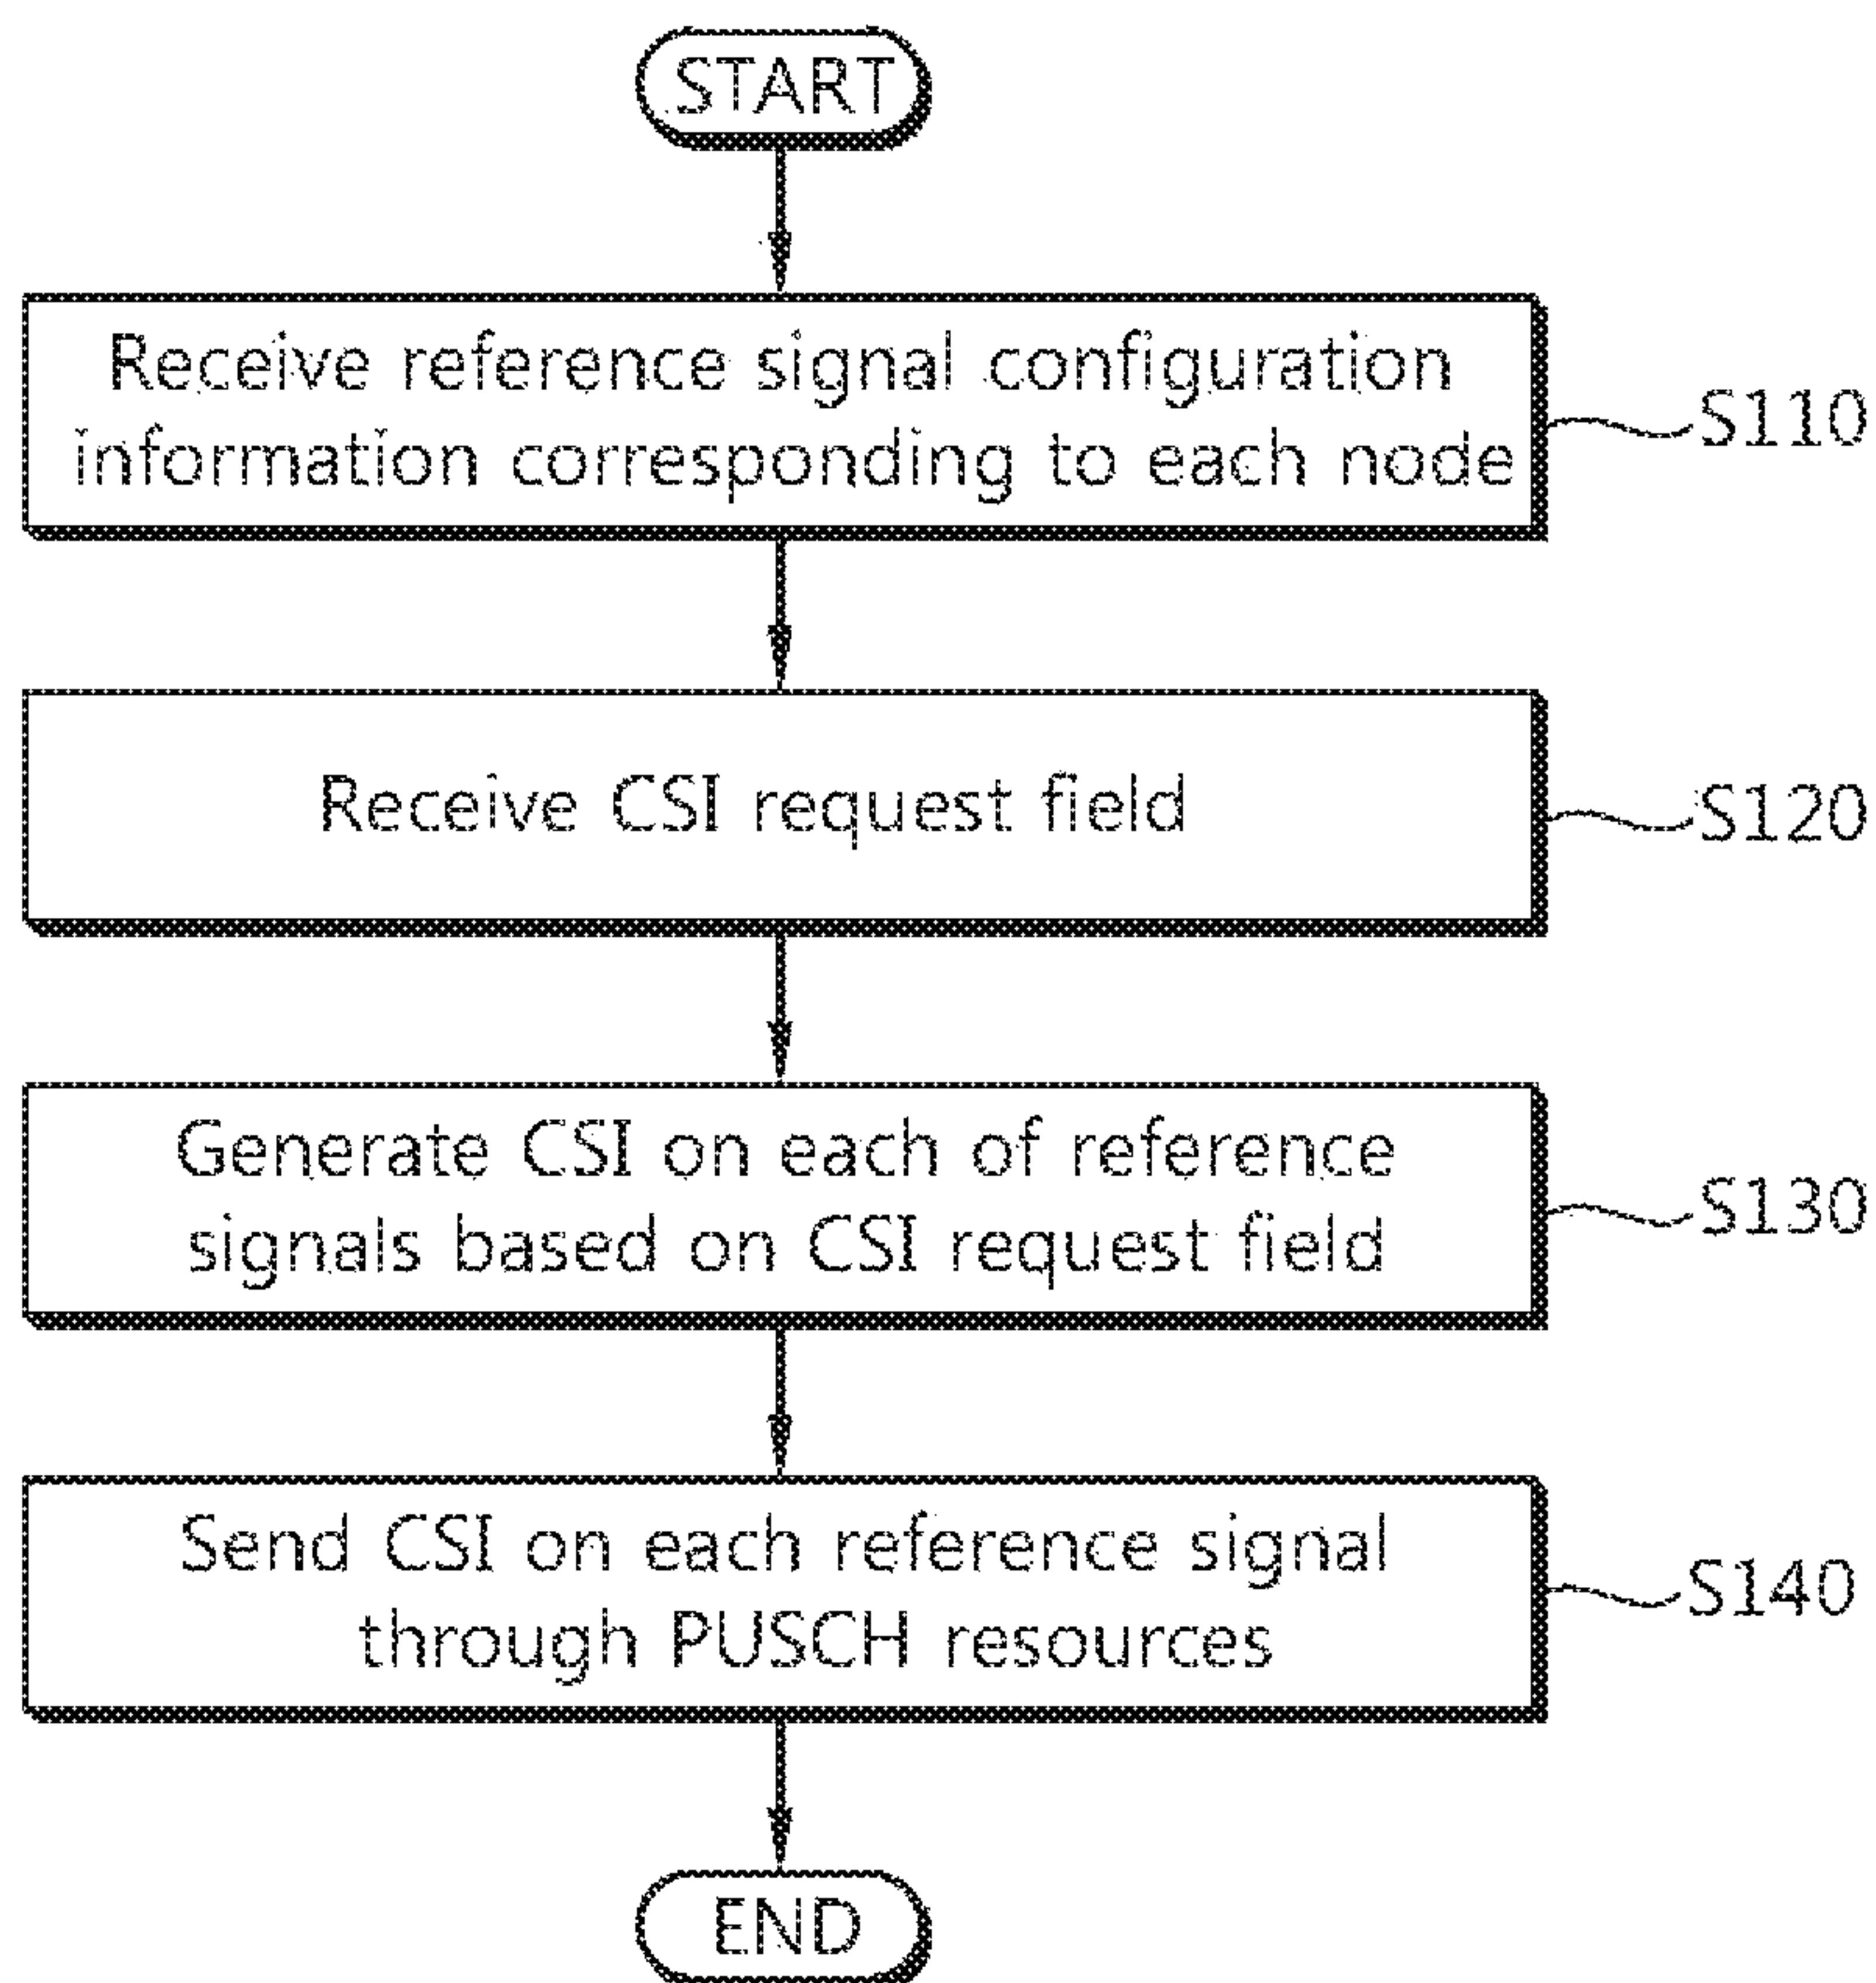 START
Receive reference signal configuration
information corresponding to each node
S110
Receive CSI request field
S120
Generate CSI on each of reference
signals based on CSI request field
S130
Send CSI on each reference signal
through PUSCH resources
S140
END